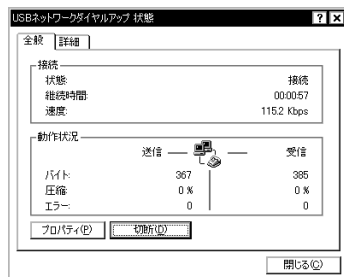 USBネットワークダイヤルアップ 状態
全般 詳細
接続
状態: 接続
継続時間: 00:00:57
速度: 115.2 Kbps
動作状況
送信 受信
バイト: 367 385
圧縮: 0 % 0 %
エラー: 0 0
プロパティ(P) 切断(D)
閉じる(C)